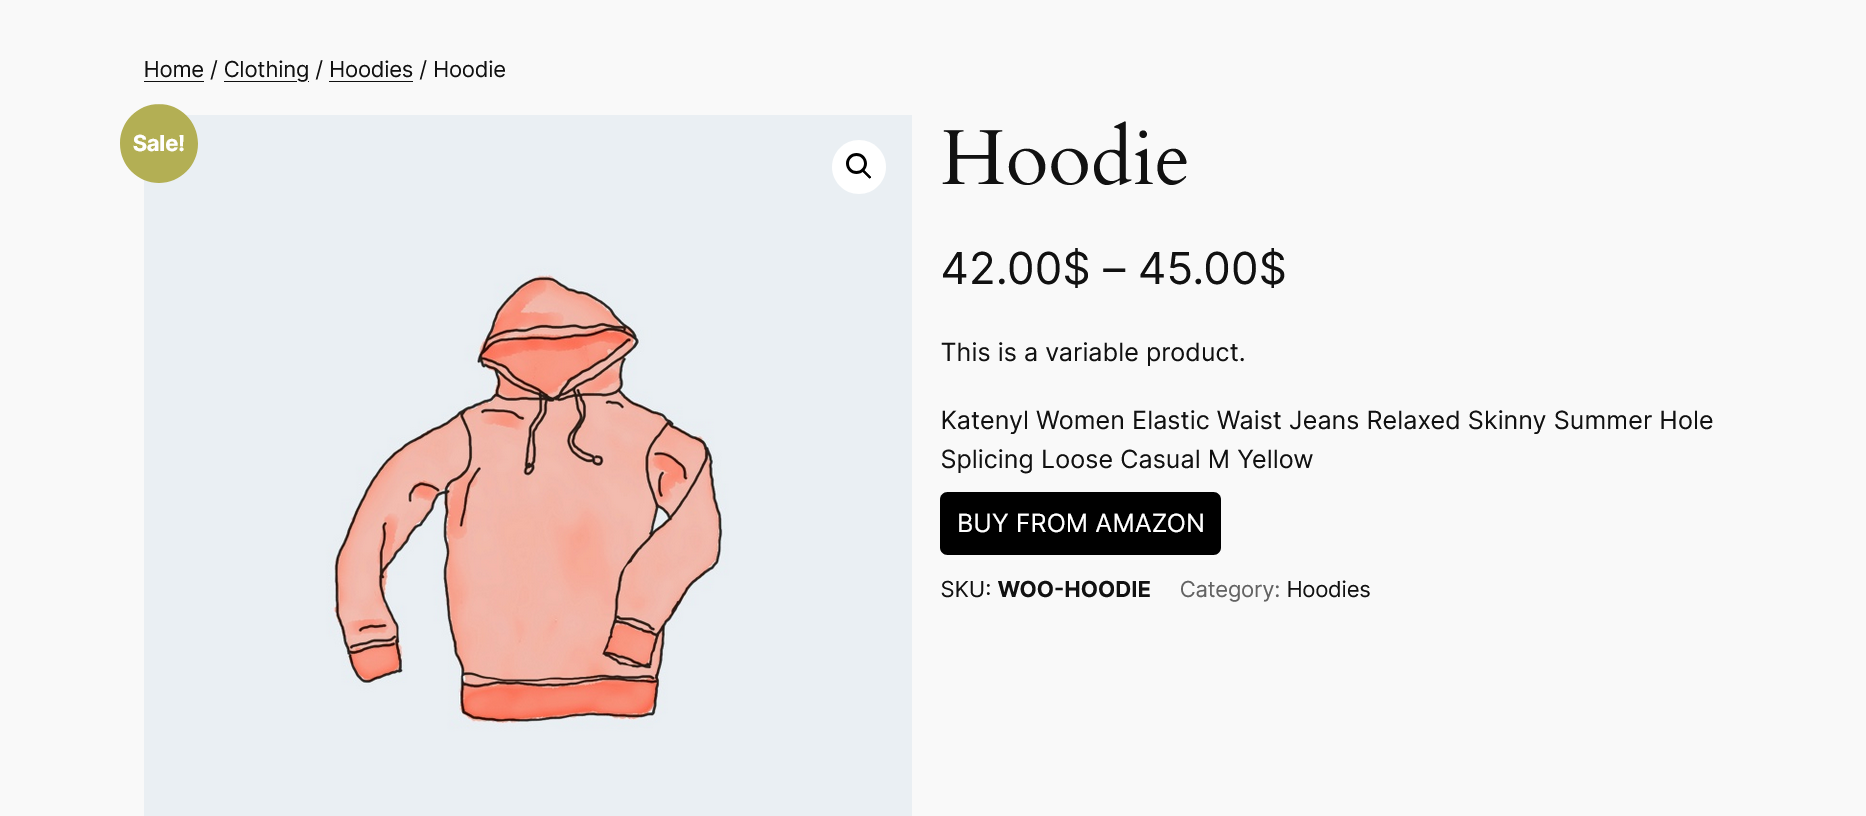 Home / Clothing / Hoodies / Hoodie
Sale!
Hoodie
42.00$ – 45.00$
This is a variable product.
Katenyl Women Elastic Waist Jeans Relaxed Skinny Summer Hole
Splicing Loose Casual M Yellow
BUY FROM AMAZON
SKU: WOO-HOODIE Category: Hoodies